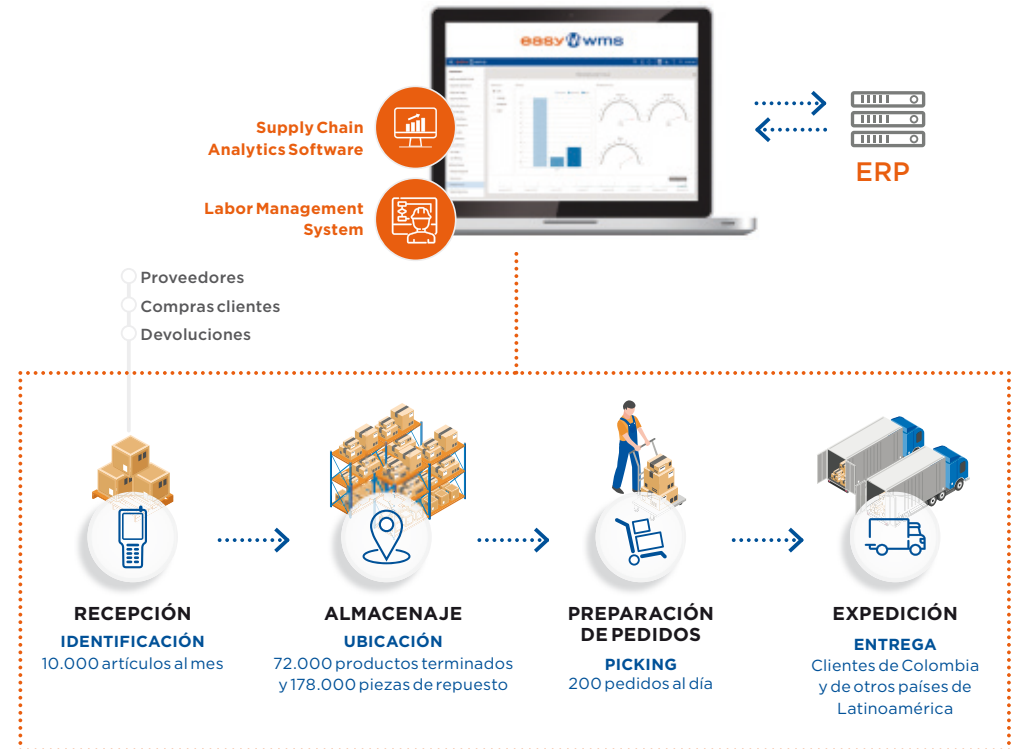 easy wms
Supply Chain
Analytics Software
Labor Management
System
ERP
Proveedores
Compras clientes
Devoluciones
RECEPCIÓN
IDENTIFICACIÓN
10.000 artículos al mes
ALMACENAJE
UBICACIÓN
72.000 productos terminados
y 178.000 piezas de repuesto
PREPARACIÓN
DE PEDIDOS
PICKING
200 pedidos al día
EXPEDICIÓN
ENTREGA
Clientes de Colombia
y de otros países de
Latinoamérica